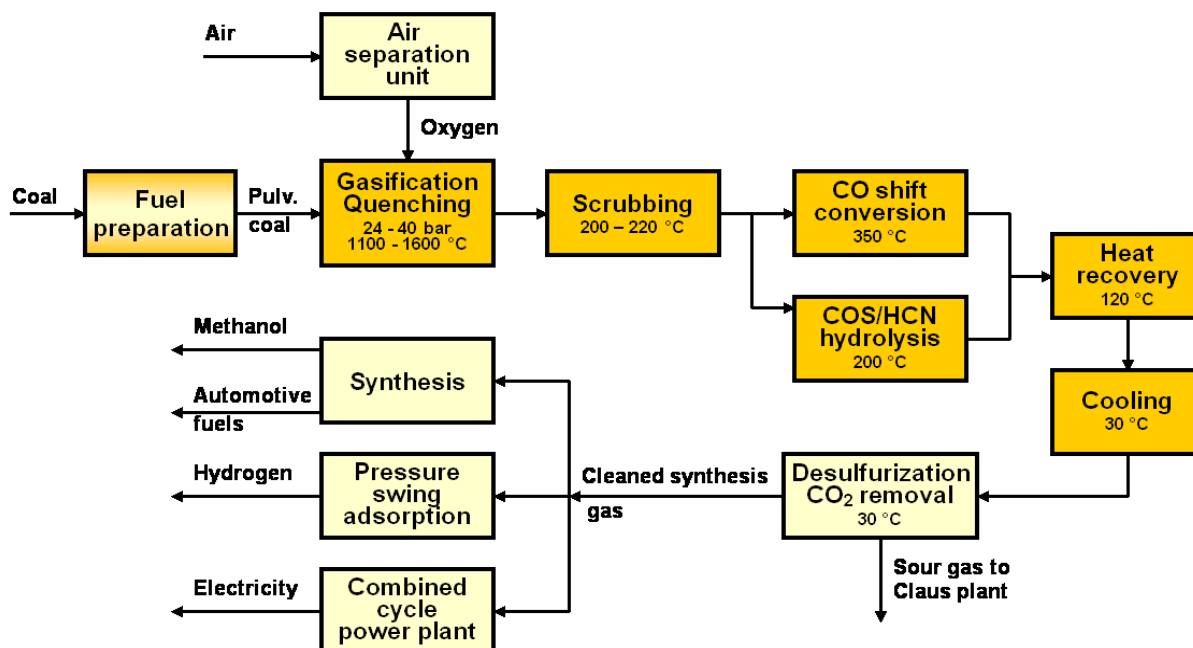 Air
Air
separation
unit
Oxygen
Coal
Fuel
preparation
Pulv.
coal
Gasification
Quenching
24 - 40 bar
1100 - 1600 °C
Scrubbing
200 – 220 °C
CO shift
conversion
350 °C
COS/HCN
hydrolysis
200 °C
Heat
recovery
120 °C
Cooling
30 °C
Desulfurization
CO₂ removal
30 °C
Sour gas to
Claus plant
Cleaned synthesis
gas
Synthesis
Methanol
Automotive
fuels
Pressure
swing
adsorption
Hydrogen
Combined
cycle
power plant
Electricity